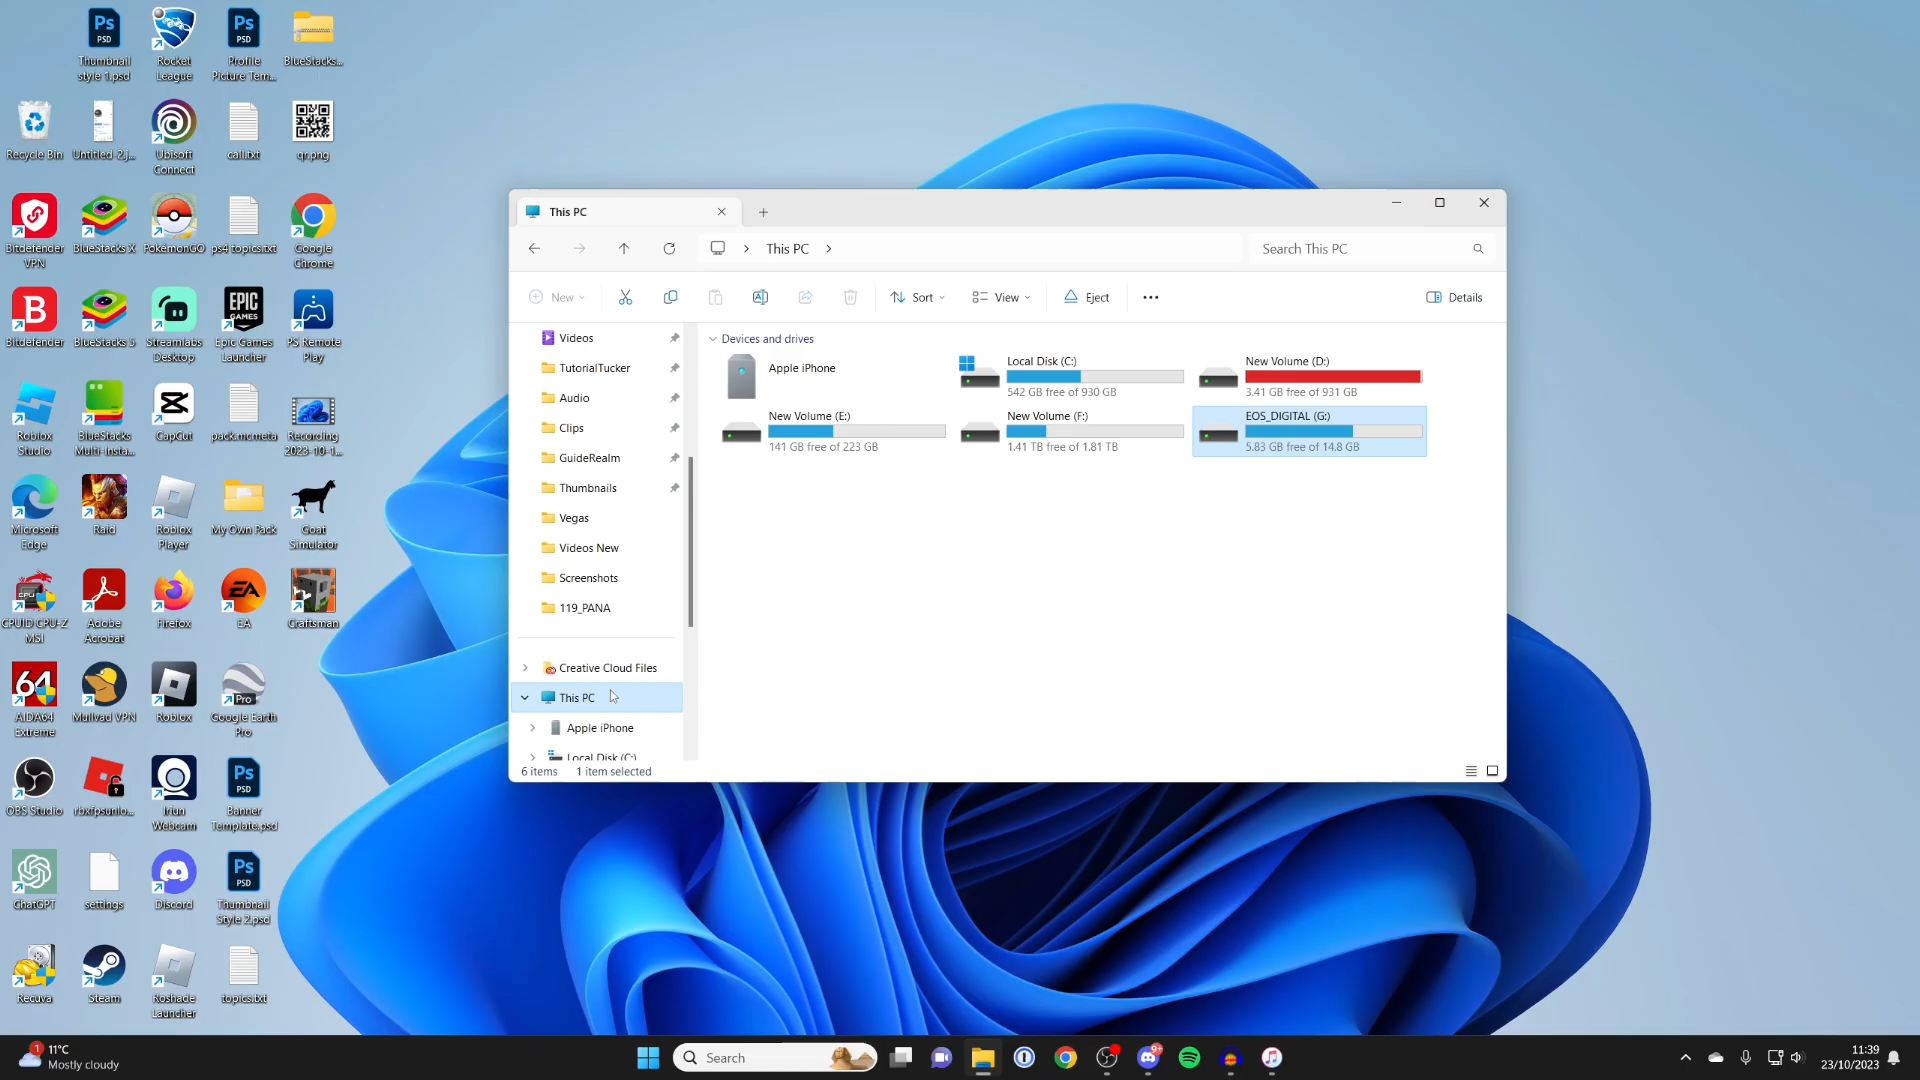 Thumbnail
style 1.psd
Rocket
League
Profile
Picture Tem...
BlueStacks...
Recycle Bin
Untitled-2.j...
Ubisoft
Connect
call.txt
qr.png
Bitdefender
VPN
BlueStacks X
PokémonGO
ps4 topics.txt
Google
Chrome
Bitdefender
BlueStacks 5
Streamlabs
Desktop
EPIC
GAMES
Epic Games
Launcher
PS Remote
Play
Roblox
Studio
BlueStacks
Multi-Insta...
CapCut
pack.mcmeta
Recording
2023-10-1...
Microsoft
Edge
Raid
Roblox
Player
My Own Pack
Goat
Simulator
CPUID CPU-Z
MSI
Adobe
Acrobat
Firefox
EA
Craftsman
64
AIDA64
Extreme
Mullvad VPN
Roblox
Pro
Google Earth
Pro
OBS Studio
rbxfpsunlo...
Iriun
Webcam
Banner
Template.psd
ChatGPT
settings
Discord
Thumbnail
Style 2.psd
Recuva
Steam
Roshade
Launcher
topics.txt
This PC
This PC
Search This PC
New
Sort
View
Eject
Details
Videos
TutorialTucker
Audio
Clips
GuideRealm
Thumbnails
Vegas
Videos New
Screenshots
119_PANA
Creative Cloud Files
This PC
Apple iPhone
Local Disk (C:)
Devices and drives
Apple iPhone
Local Disk (C:)
542 GB free of 930 GB
New Volume (D:)
3.41 GB free of 931 GB
New Volume (E:)
141 GB free of 223 GB
New Volume (F:)
1.41 TB free of 1.81 TB
EOS_DIGITAL (G:)
5.83 GB free of 14.8 GB
6 items
1 item selected
1
11°C
Mostly cloudy
Search
9+
11:39
23/10/2023